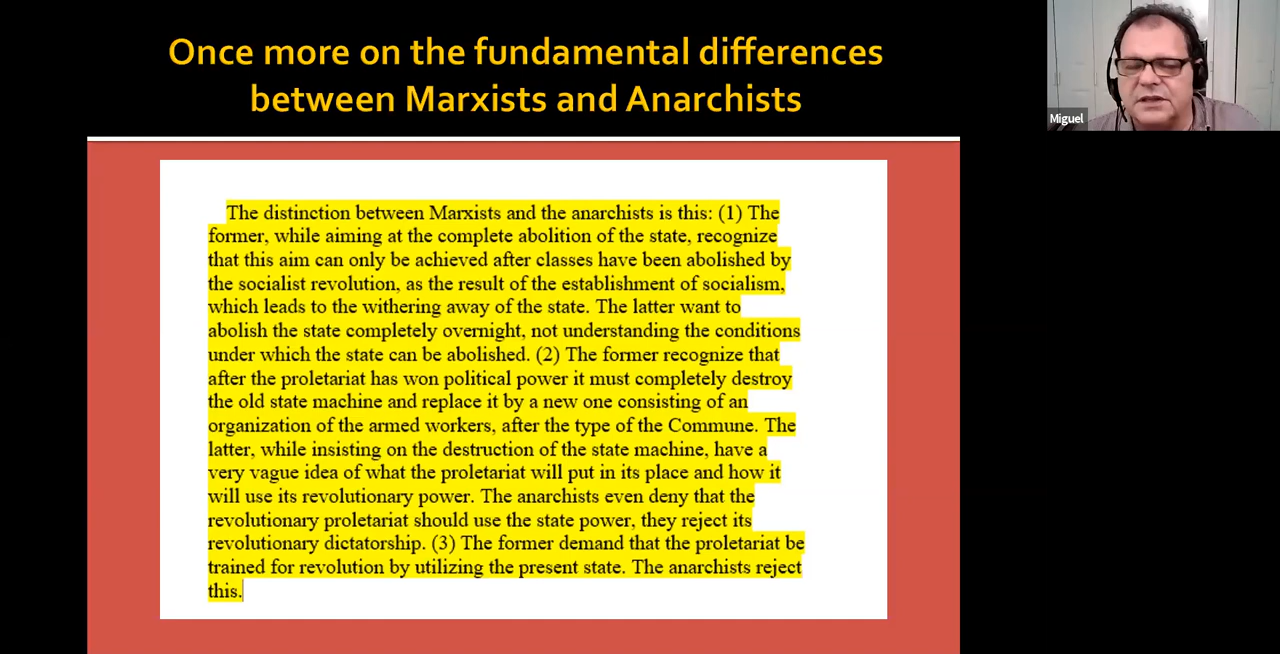 Once more on the fundamental differences
between Marxists and Anarchists
Miguel
The distinction between Marxists and the anarchists is this: (1) The
former, while aiming at the complete abolition of the state, recognize
that this aim can only be achieved after classes have been abolished by
the socialist revolution, as the result of the establishment of socialism,
which leads to the withering away of the state. The latter want to
abolish the state completely overnight, not understanding the conditions
under which the state can be abolished. (2) The former recognize that
after the proletariat has won political power it must completely destroy
the old state machine and replace it by a new one consisting of an
organization of the armed workers, after the type of the Commune. The
latter, while insisting on the destruction of the state machine, have a
very vague idea of what the proletariat will put in its place and how it
will use its revolutionary power. The anarchists even deny that the
revolutionary proletariat should use the state power, they reject its
revolutionary dictatorship. (3) The former demand that the proletariat be
trained for revolution by utilizing the present state. The anarchists reject
this.